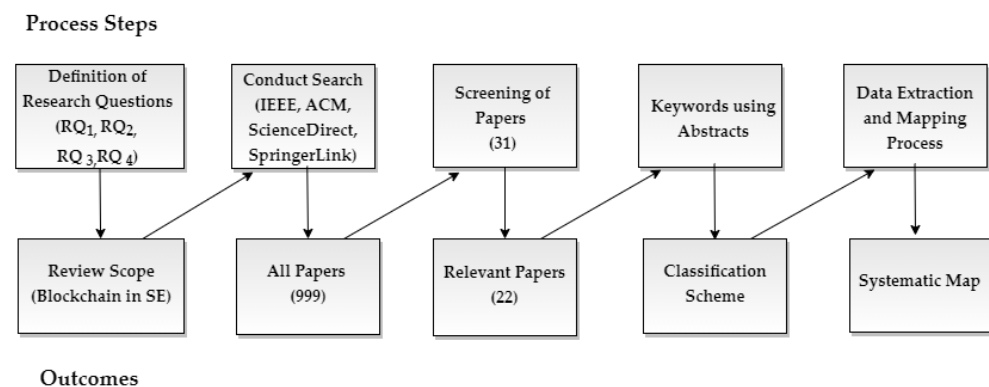 Process Steps
Definition of
Research Questions
(RQ1, RQ2,
RQ 3,RQ 4)
Conduct Search
(IEEE, ACM,
ScienceDirect,
SpringerLink)
Screening of
Papers
(31)
Keywords using
Abstracts
Data Extraction
and Mapping
Process
Review Scope
(Blockchain in SE)
All Papers
(999)
Relevant Papers
(22)
Classification
Scheme
Systematic Map
Outcomes